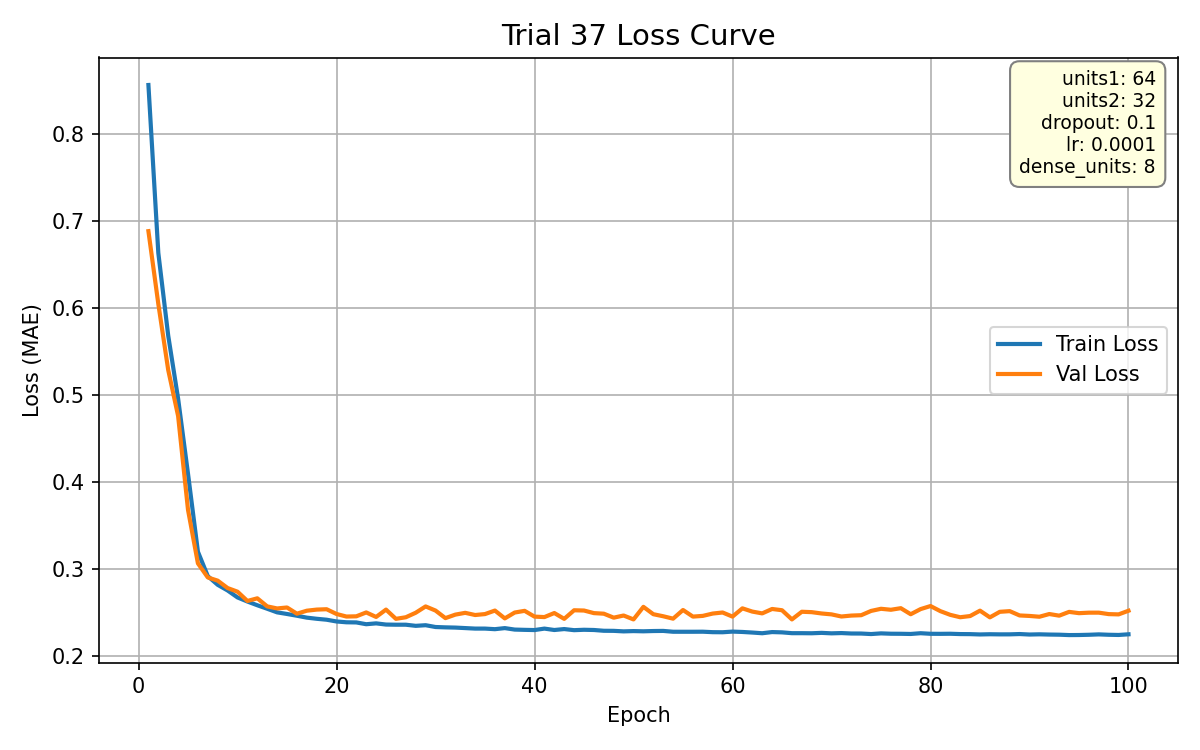 Trial 37 Loss Curve
units1: 64
units2: 32
dropout: 0.1
lr: 0.0001
dense_units: 8
Loss (MAE)
0.8
0.7
0.6
0.5
0.4
0.3
0.2
Train Loss
Val Loss
0 20 40 60 80 100
Epoch